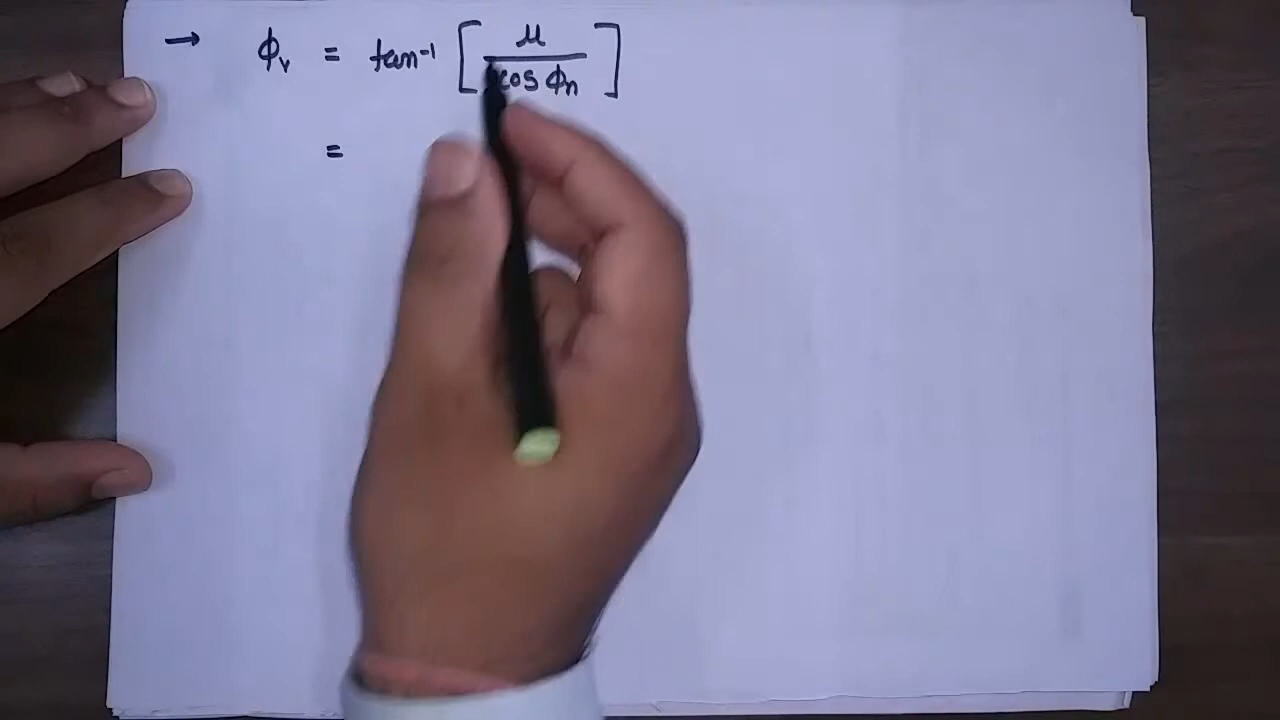 → ϕᵥ = tan⁻¹ [ μ / cos ϕₙ ]
=